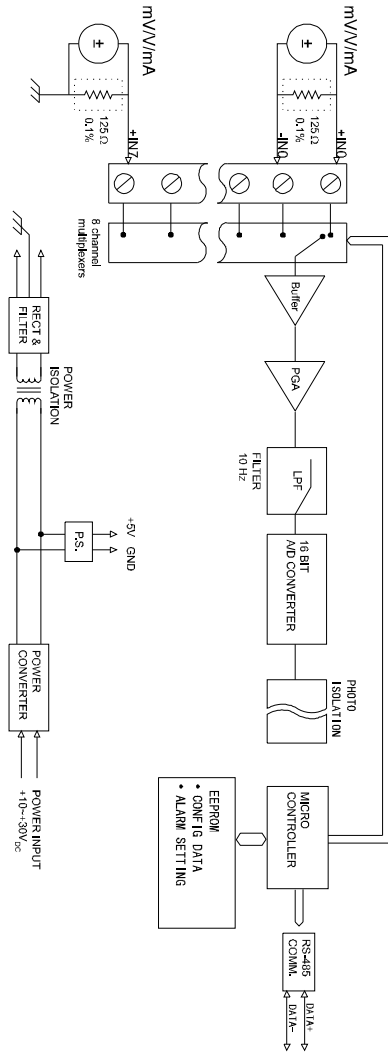 mV/V/mA
±
125 Ω
0.1%
+IN0
-IN0
mV/V/mA
±
125 Ω
0.1%
+IN7
8 channel
multiplexers
Buffer
PGA
LPF
FILTER
10 Hz
16 BIT
A/D CONVERTER
PHOTO
ISOLATION
MICRO
CONTROLLER
RS-485
COMM.
DATA+
DATA-
EEPROM
• CONFIG DATA
• ALARM SETTING
RECT &
FILTER
POWER
ISOLATION
P.S.
+5V
GND
POWER
CONVERTER
POWER INPUT
+10~+30VDC